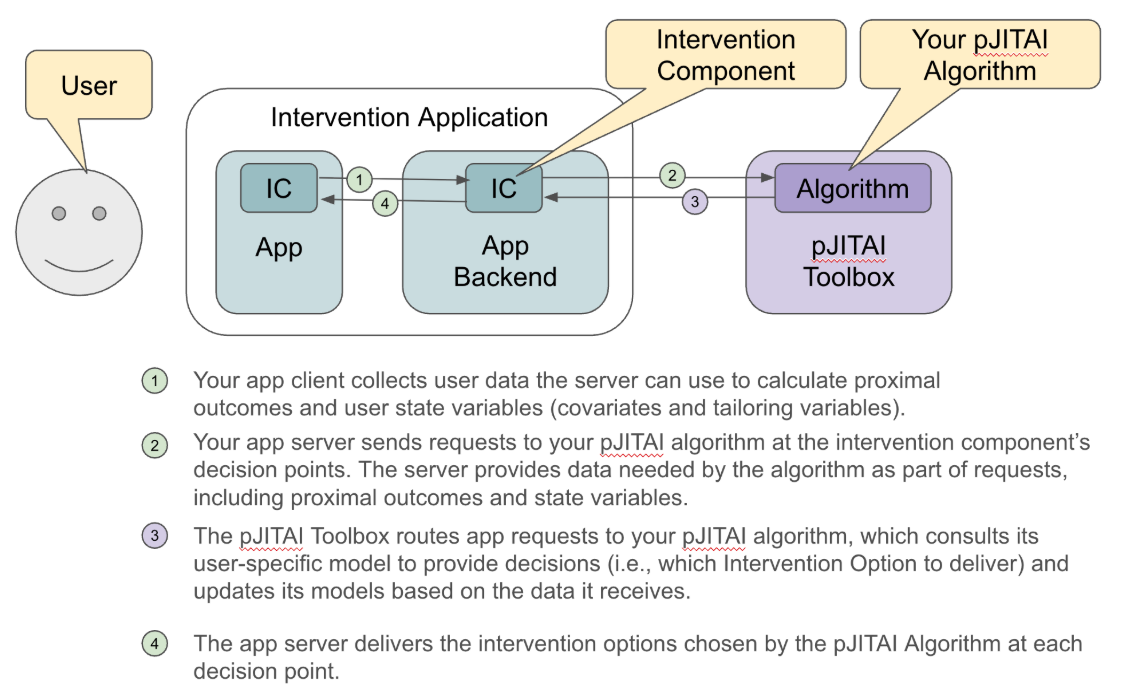 User
Intervention
Component
Your pJITAI
Algorithm
Intervention Application
IC
1
4
IC
2
3
Algorithm
App
App
Backend
pJITAI
Toolbox
1 Your app client collects user data the server can use to calculate proximal
outcomes and user state variables (covariates and tailoring variables).
2 Your app server sends requests to your pJITAI algorithm at the intervention component’s
decision points. The server provides data needed by the algorithm as part of requests,
including proximal outcomes and state variables.
3 The pJITAI Toolbox routes app requests to your pJITAI algorithm, which consults its
user-specific model to provide decisions (i.e., which Intervention Option to deliver) and
updates its models based on the data it receives.
4 The app server delivers the intervention options chosen by the pJITAI Algorithm at each
decision point.